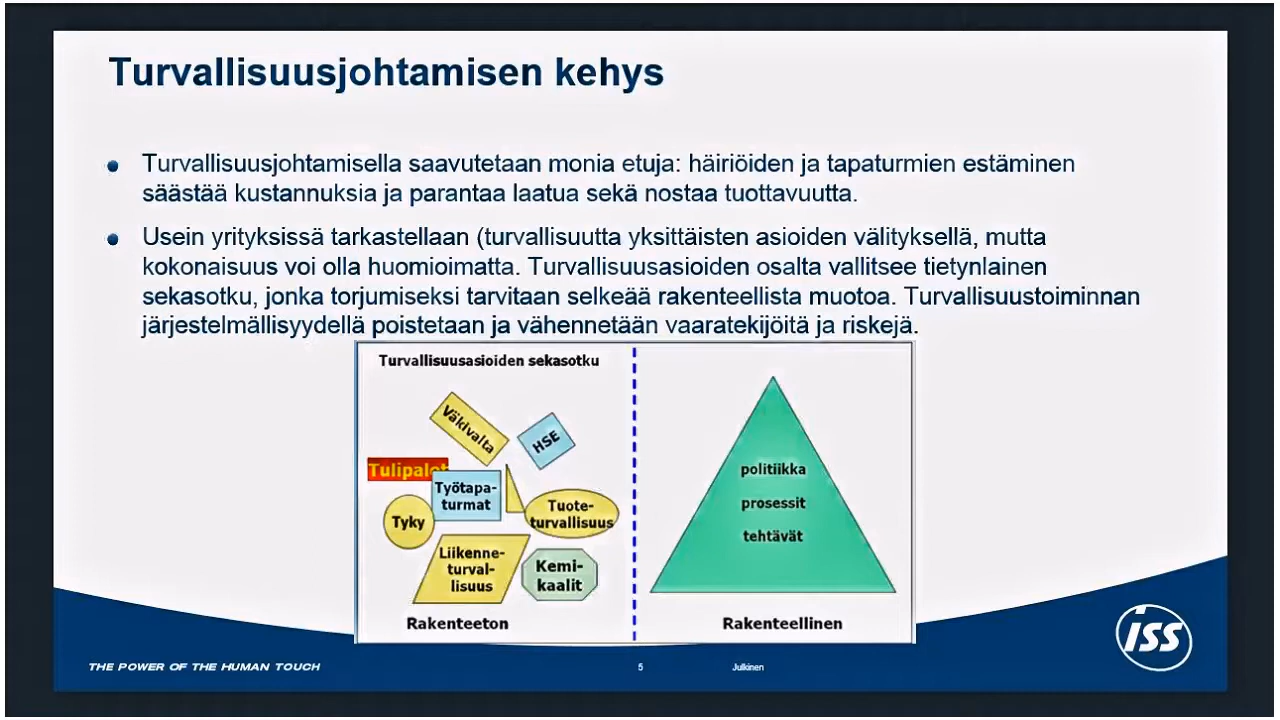 Turvallisuusjohtamisen kehys
Turvallisuusjohtamisella saavutetaan monia etuja: häiriöiden ja tapaturmien estäminen
säästää kustannuksia ja parantaa laatua sekä nostaa tuottavuutta.
Usein yrityksissä tarkastellaan (turvallisuutta yksittäisten asioiden välityksellä, mutta
kokonaisuus voi olla huomioimatta. Turvallisuusasioiden osalta vallitsee tietynlainen
sekasotku, jonka torjumiseksi tarvitaan selkeää rakenteellista muotoa. Turvallisuustoiminnan
järjestelmällisyydellä poistetaan ja vähennetään vaaratekijöitä ja riskejä.
Turvallisuusasioiden sekasotku
Väkivalta
HSE
Tulipalot
Työtapa-
turmat
Tyky
Tuote-
turvallisuus
Liikenne-
turval-
lisuus
Kemi-
kaalit
Rakenteeton
politiikka
prosessit
tehtävät
Rakenteellinen
THE POWER OF THE HUMAN TOUCH
5
Julkinen
ISS